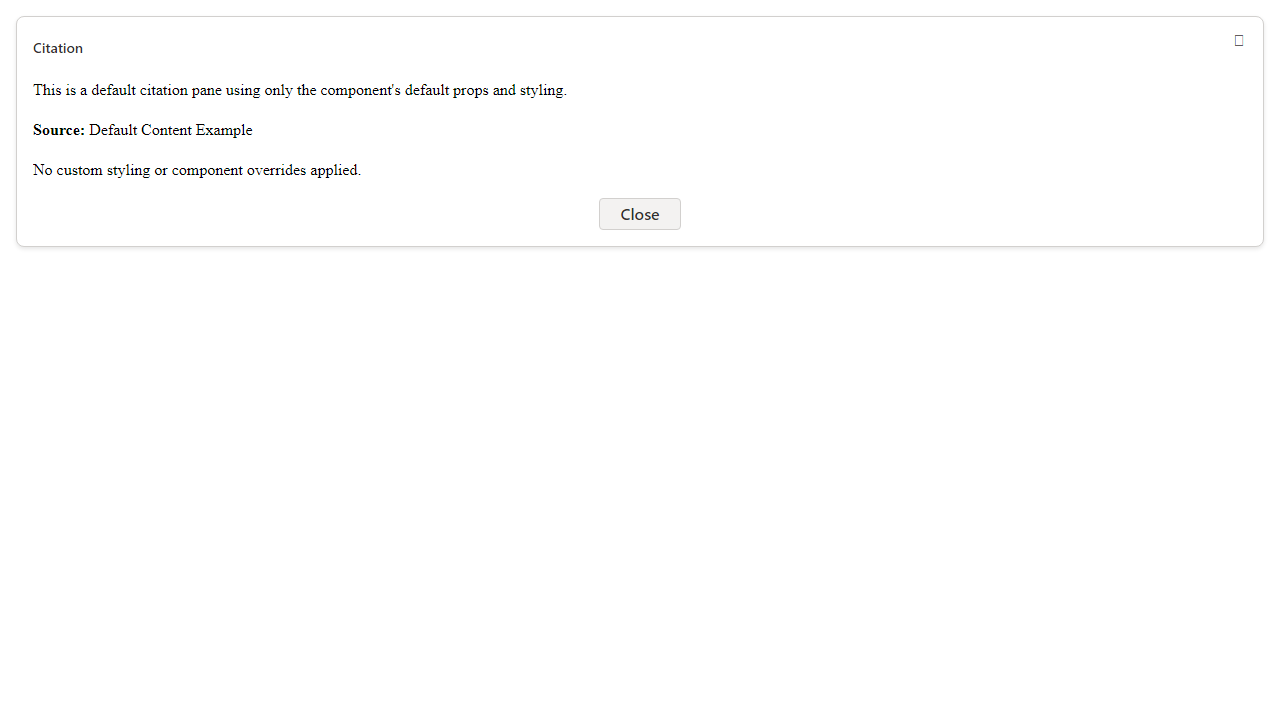 Citation
This is a default citation pane using only the component's default props and styling.
Source: Default Content Example
No custom styling or component overrides applied.
Close